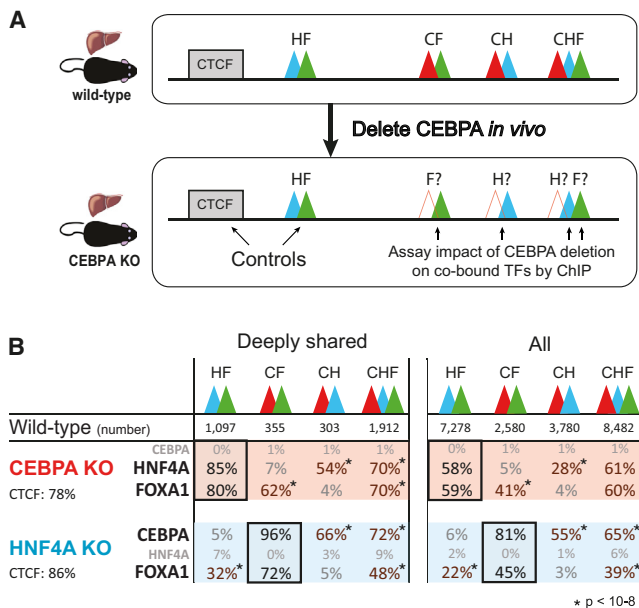 A
wild-type
CTCF
HF
CF
CH
CHF
Delete CEBPA in vivo
CEBPA KO
CTCF
HF
F?
H?
H? F?
Controls
Assay impact of CEBPA deletion
on co-bound TFs by ChIP
B
Deeply shared
All
HF CF CH CHF HF CF CH CHF
Wild-type (number) 1,097 355 303 1,912 7,278 2,580 3,780 8,482
CEBPA 0% 1% 1% 1% 0% 1% 1% 1%
CEBPA KO HNF4A 85% 7% 54%* 70%* 58% 5% 28%* 61%
CTCF: 78% FOXA1 80% 62%* 4% 70%* 59% 41%* 4% 60%
CEBPA 5% 96% 66%* 72%* 6% 81% 55%* 65%*
HNF4A KO HNF4A 7% 0% 3% 9% 2% 0% 1% 6%
CTCF: 86% FOXA1 32%* 72% 5% 48%* 22%* 45% 3% 39%*
* p < 10-8